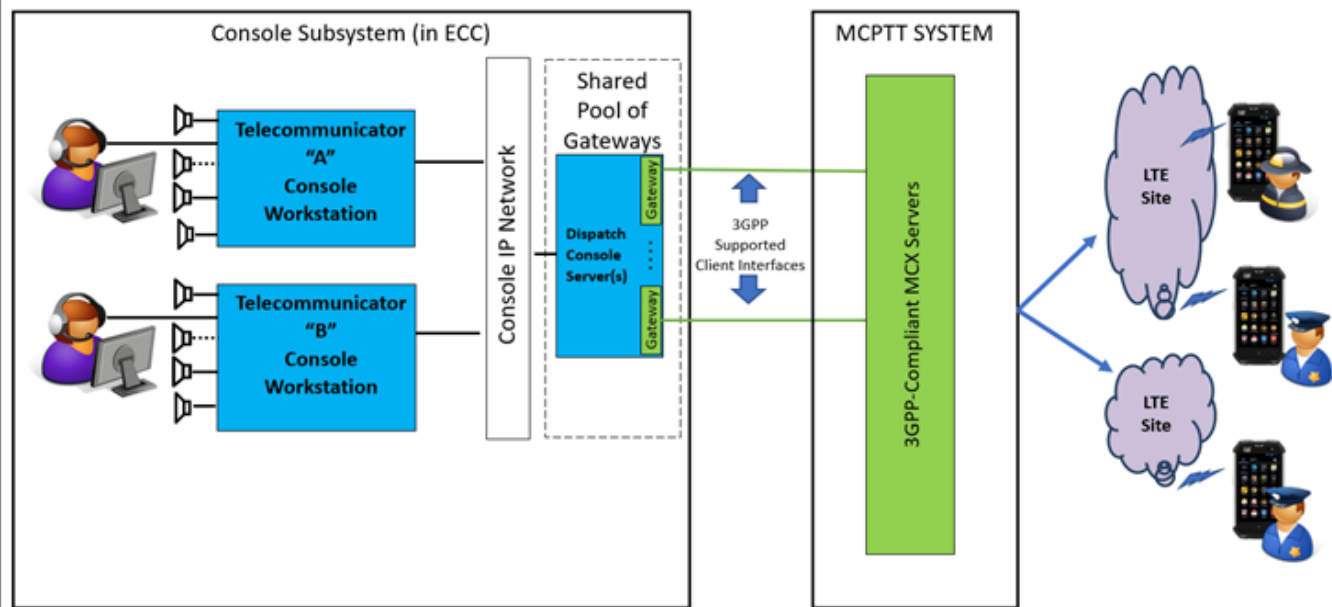 Console Subsystem (in ECC)
MCPTT SYSTEM
Telecommunicator
“A”
Console
Workstation
Telecommunicator
“B”
Console
Workstation
Console IP Network
Shared
Pool of
Gateways
Dispatch
Console
Server(s)
Gateway
Gateway
3GPP
Supported
Client Interfaces
3GPP-Compliant MCX Servers
LTE
Site
LTE
Site